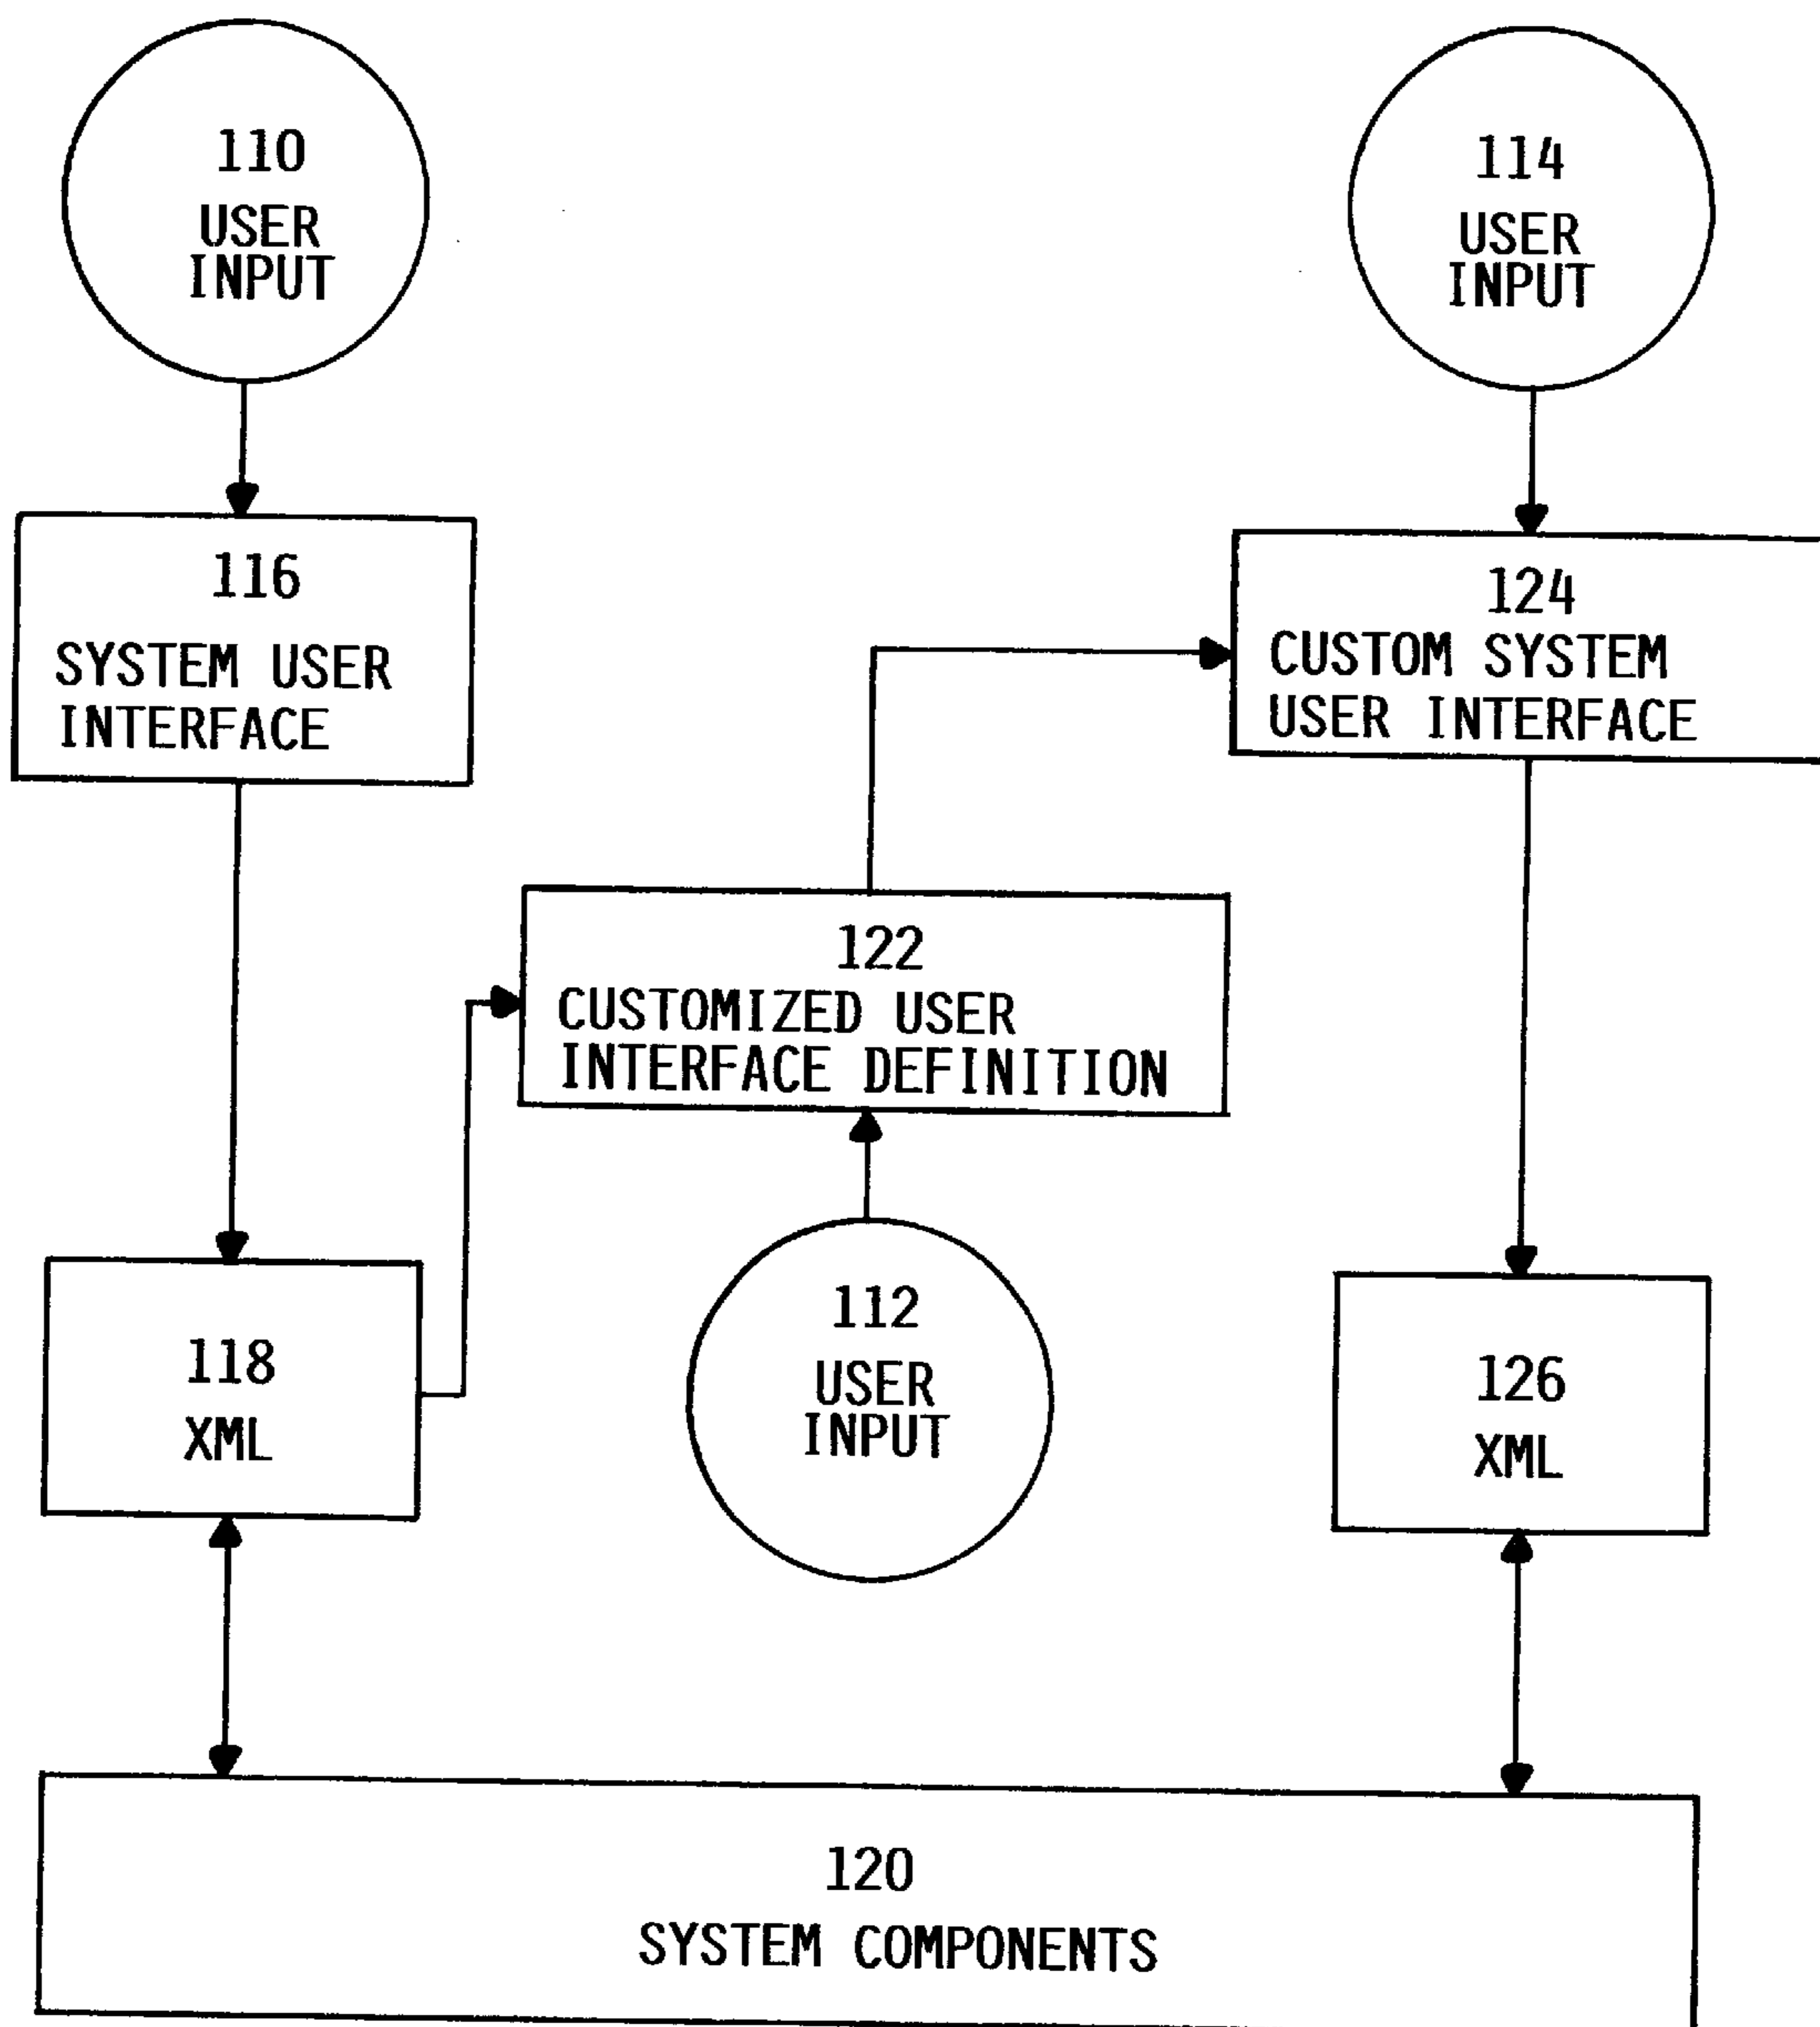 110
USER
INPUT
114
USER
INPUT
116
SYSTEM USER
INTERFACE
124
CUSTOM SYSTEM
USER INTERFACE
122
CUSTOMIZED USER
INTERFACE DEFINITION
118
XML
112
USER
INPUT
126
XML
120
SYSTEM COMPONENTS